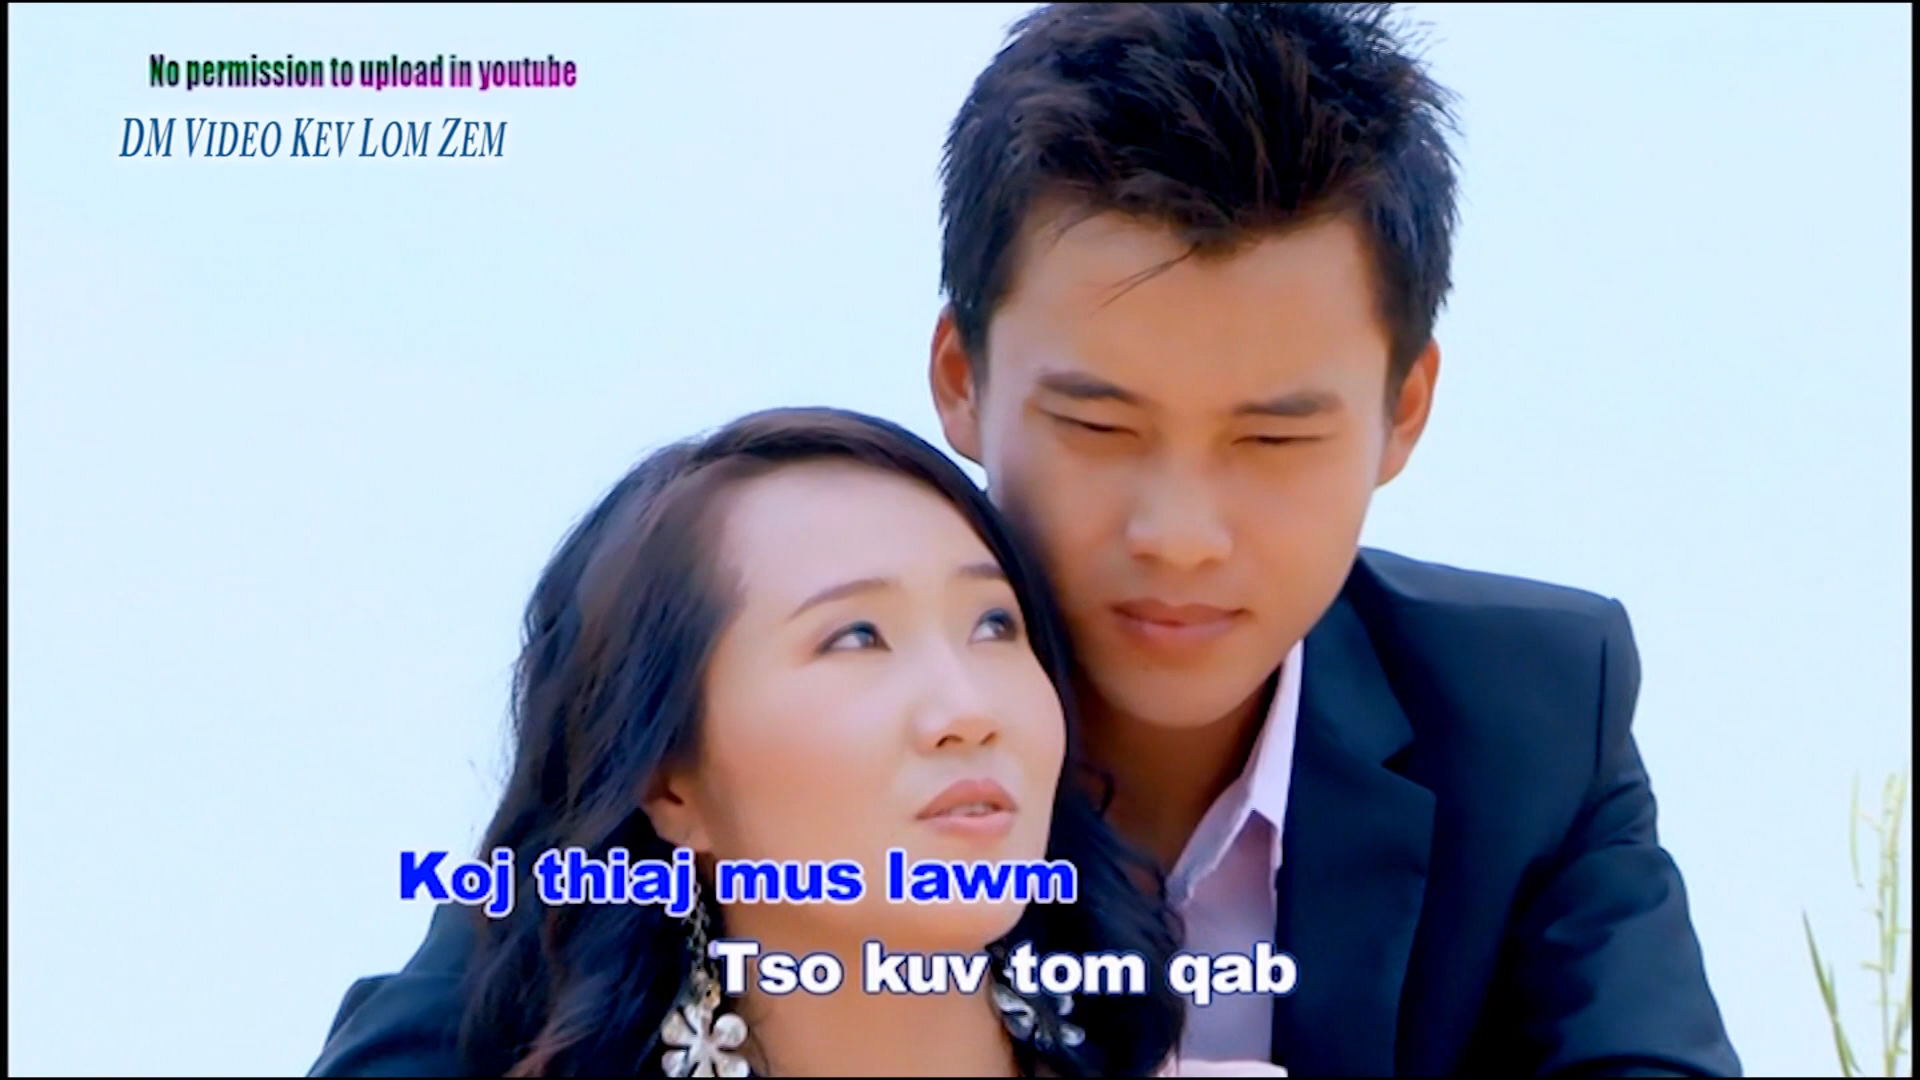 No permission to upload in youtube
DM VIDEO KEV LOM ZEM
Koj thiaj mus lawm
Tso kuv tom qab